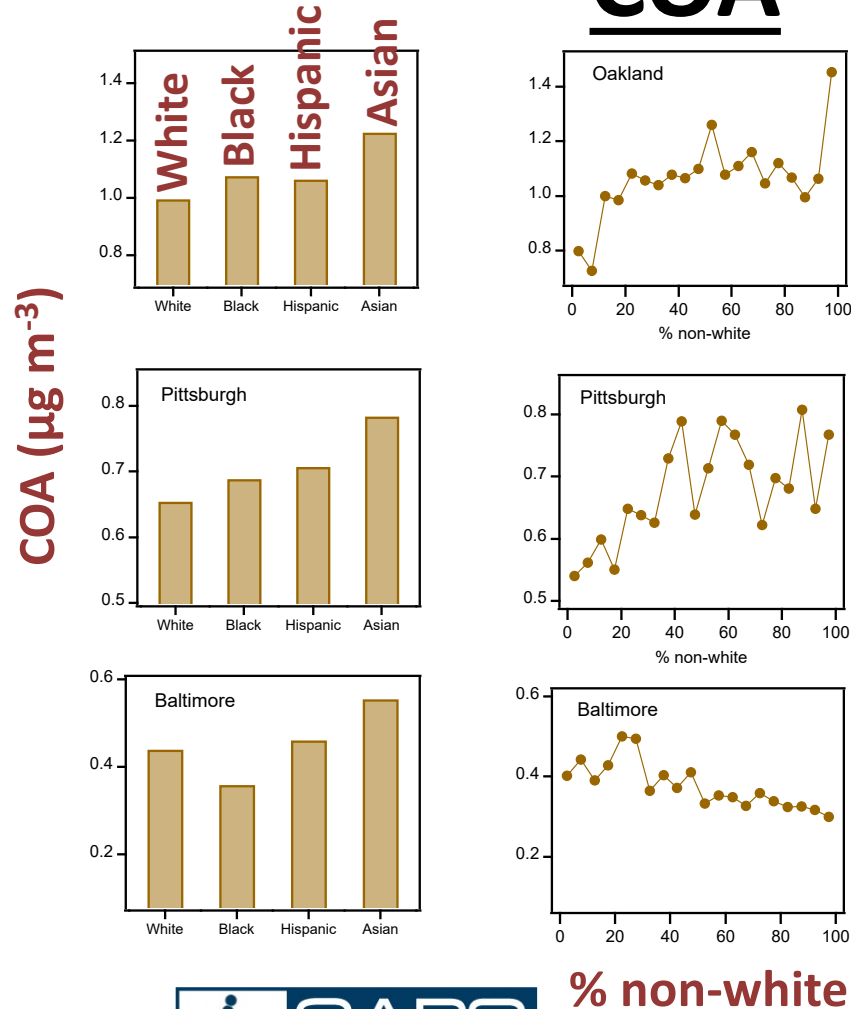 COA
White
Black
Hispanic
Asian
1.4
1.2
1.0
0.8
White Black Hispanic Asian
Oakland
1.4
1.2
1.0
0.8
0 20 40 60 80 100
% non-white
COA (μg m-3)
Pittsburgh
0.8
0.7
0.6
0.5
White Black Hispanic Asian
Pittsburgh
0.8
0.7
0.6
0.5
0 20 40 60 80 100
% non-white
Baltimore
0.6
0.4
0.2
White Black Hispanic Asian
Baltimore
0.6
0.4
0.2
0 20 40 60 80 100
% non-white